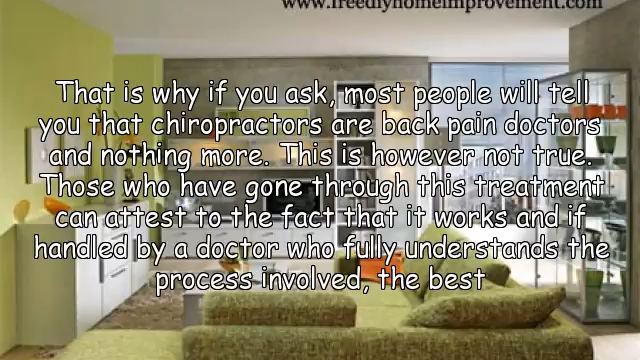 www.freediyhomeimprovement.com
That is why if you ask, most people will tell
you that chiropractors are back pain doctors
and nothing more. This is however not true.
Those who have gone through this treatment
can attest to the fact that it works and if
handled by a doctor who fully understands the
process involved, the best